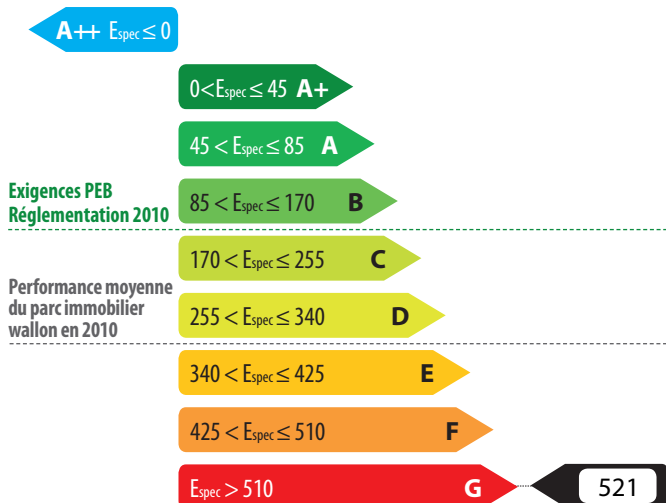 A++ Espec ≤ 0
0 < Espec ≤ 45 A+
45 < Espec ≤ 85 A
Exigences PEB
Réglementation 2010
85 < Espec ≤ 170 B
170 < Espec ≤ 255 C
Performance moyenne
du parc immobilier
wallon en 2010
255 < Espec ≤ 340 D
340 < Espec ≤ 425 E
425 < Espec ≤ 510 F
Espec > 510 G
521